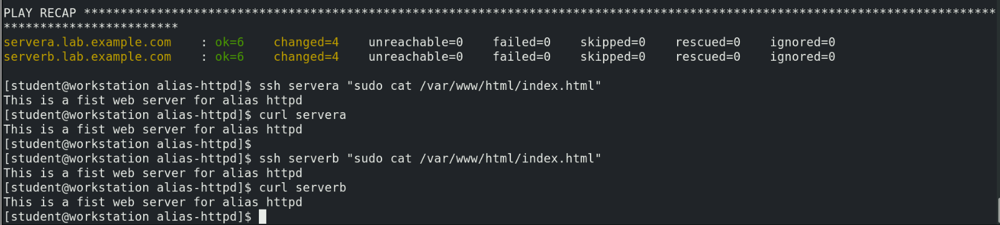 PLAY RECAP ****************************************************************************************************************************
************************
servera.lab.example.com    : ok=6    changed=4    unreachable=0    failed=0    skipped=0    rescued=0    ignored=0
serverb.lab.example.com    : ok=6    changed=4    unreachable=0    failed=0    skipped=0    rescued=0    ignored=0
[student@workstation alias-httpd]$ ssh servera "sudo cat /var/www/html/index.html"
This is a fist web server for alias httpd
[student@workstation alias-httpd]$ curl servera
This is a fist web server for alias httpd
[student@workstation alias-httpd]$
[student@workstation alias-httpd]$ ssh serverb "sudo cat /var/www/html/index.html"
This is a fist web server for alias httpd
[student@workstation alias-httpd]$ curl serverb
This is a fist web server for alias httpd
[student@workstation alias-httpd]$